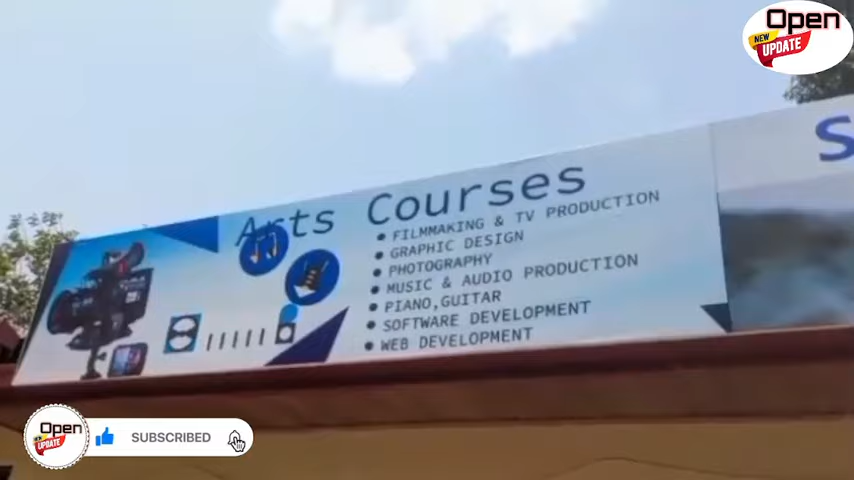 Open
NEW
UPDATE
S
Arts Courses
• FILMMAKING & TV PRODUCTION
• GRAPHIC DESIGN
• PHOTOGRAPHY
• MUSIC & AUDIO PRODUCTION
• PIANO,GUITAR
• SOFTWARE DEVELOPMENT
• WEB DEVELOPMENT
Open
UPDATE
SUBSCRIBED